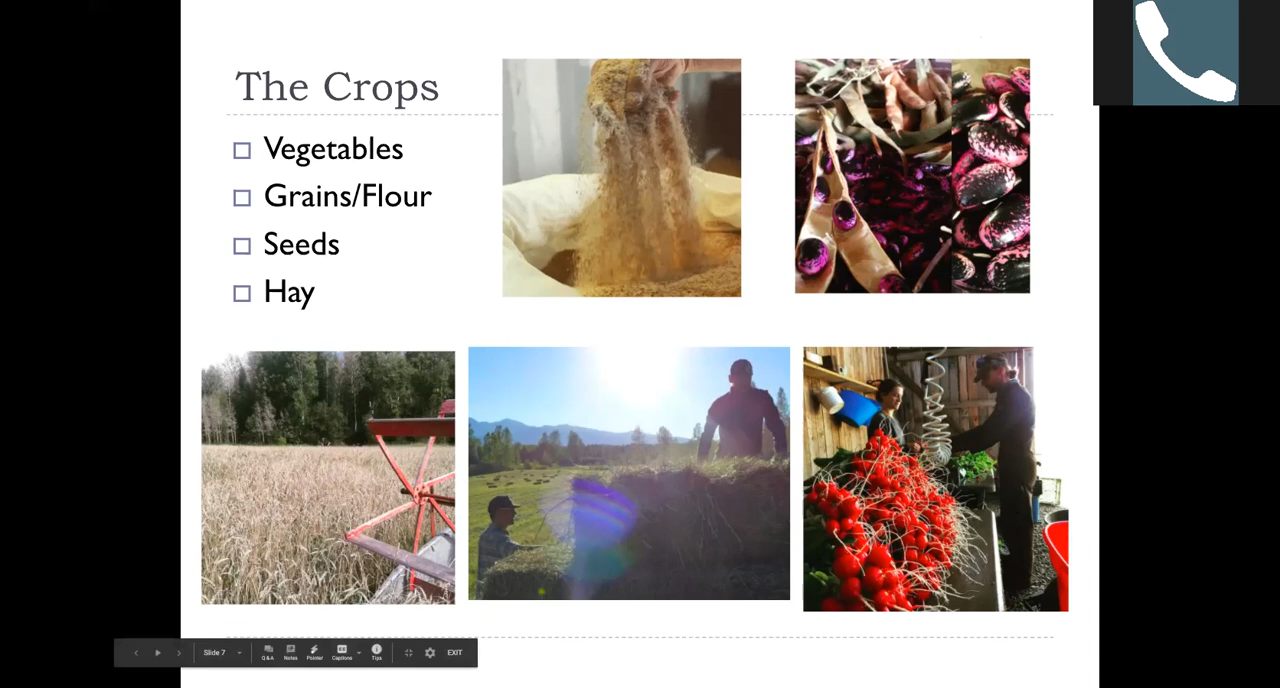 The Crops
Vegetables
Grains/Flour
Seeds
Hay
Slide 7
Q&A
Notes
Pointer
Captions
Tips
EXIT